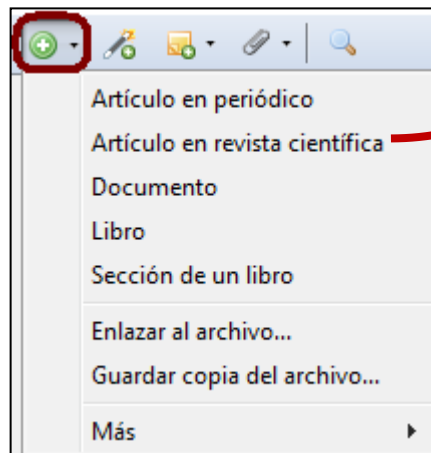 Artículo en periódico
Artículo en revista científica
Documento
Libro
Sección de un libro
Enlazar al archivo...
Guardar copia del archivo...
Más